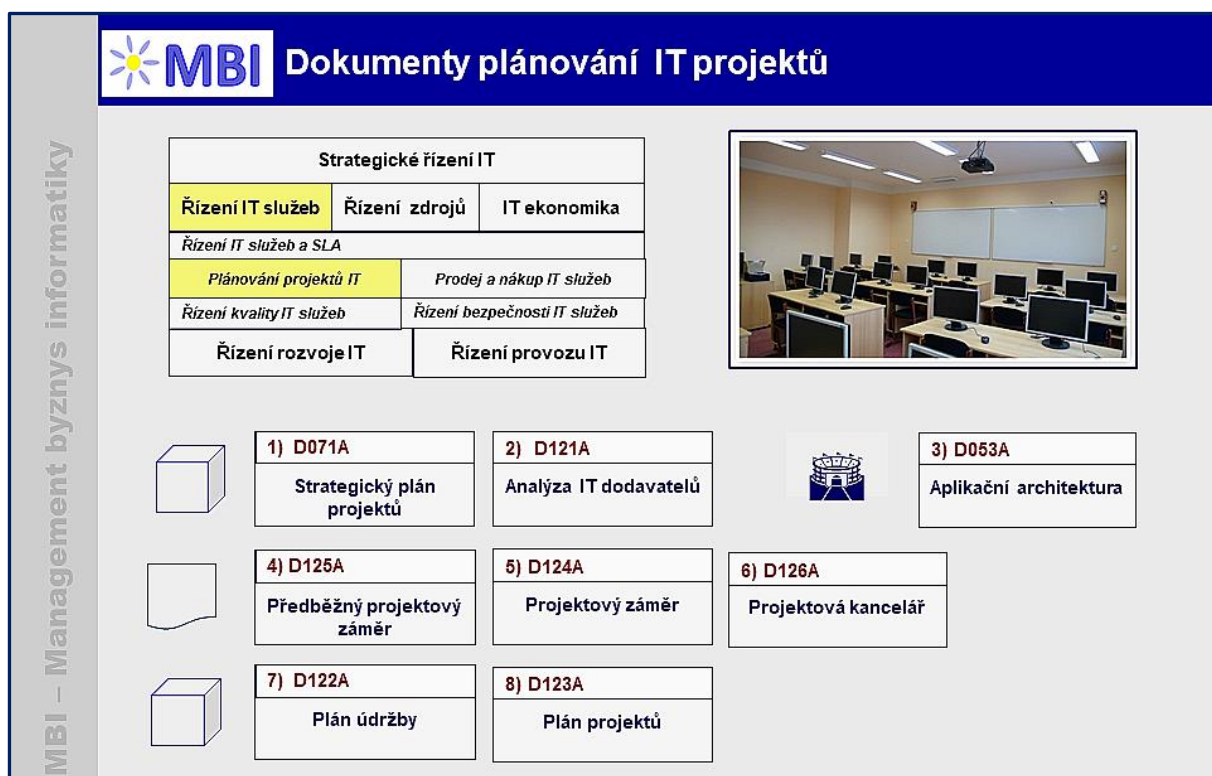 MBI
Dokumenty plánování IT projektů
MBI – Management byznys informatiky
Strategické řízení IT
Řízení IT služeb
Řízení zdrojů
IT ekonomika
Řízení IT služeb a SLA
Plánování projektů IT
Prodej a nákup IT služeb
Řízení kvality IT služeb
Řízení bezpečnosti IT služeb
Řízení rozvoje IT
Řízení provozu IT
1) D071A
Strategický plán
projektů
2) D121A
Analýza IT dodavatelů
3) D053A
Aplikační architektura
4) D125A
Předběžný projektový
záměr
5) D124A
Projektový záměr
6) D126A
Projektová kancelář
7) D122A
Plán údržby
8) D123A
Plán projektů